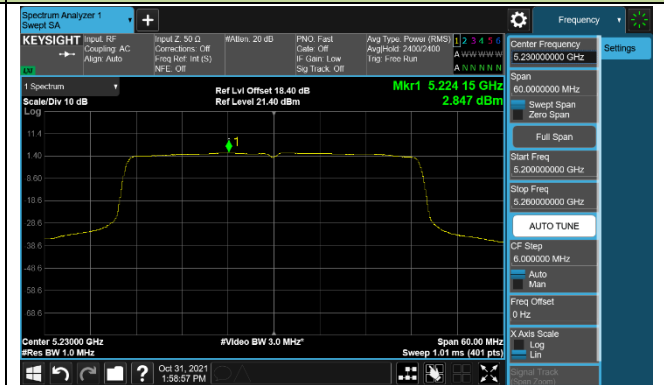 Spectrum Analyzer 1
Swept SA
+
Frequency
KEYSIGHT
Input: RF
Coupling: AC
Align: Auto
Input Z: 50 Ω
Corrections: Off
Freq Ref: Int (S)
NFE: Off
#Atten: 20 dB
PNO: Fast
Gate: Off
IF Gain: Low
Sig Track: Off
Avg Type: Power (RMS)
Avg|Hold: 2400/2400
Trig: Free Run
1 2 3 4 5 6
A W W W W W
A N N N N N
1 Spectrum
Scale/Div 10 dB
Log
Ref Lvl Offset 18.40 dB
Ref Level 21.40 dBm
Mkr1 5.224 15 GHz
2.847 dBm
11.4
1.40
-8.60
-18.6
-28.6
-38.6
-48.6
-58.6
-68.6
1
Center 5.23000 GHz
#Res BW 1.0 MHz
#Video BW 3.0 MHz*
Span 60.00 MHz
Sweep 1.01 ms (401 pts)
Center Frequency
5.230000000 GHz
Settings
Span
60.0000000 MHz
Swept Span
Zero Span
Full Span
Start Freq
5.200000000 GHz
Stop Freq
5.260000000 GHz
AUTO TUNE
CF Step
6.000000 MHz
Auto
Man
Freq Offset
0 Hz
X Axis Scale
Log
Lin
Signal Track
(Span Zoom)
?
Oct 31, 2021
1:58:57 PM